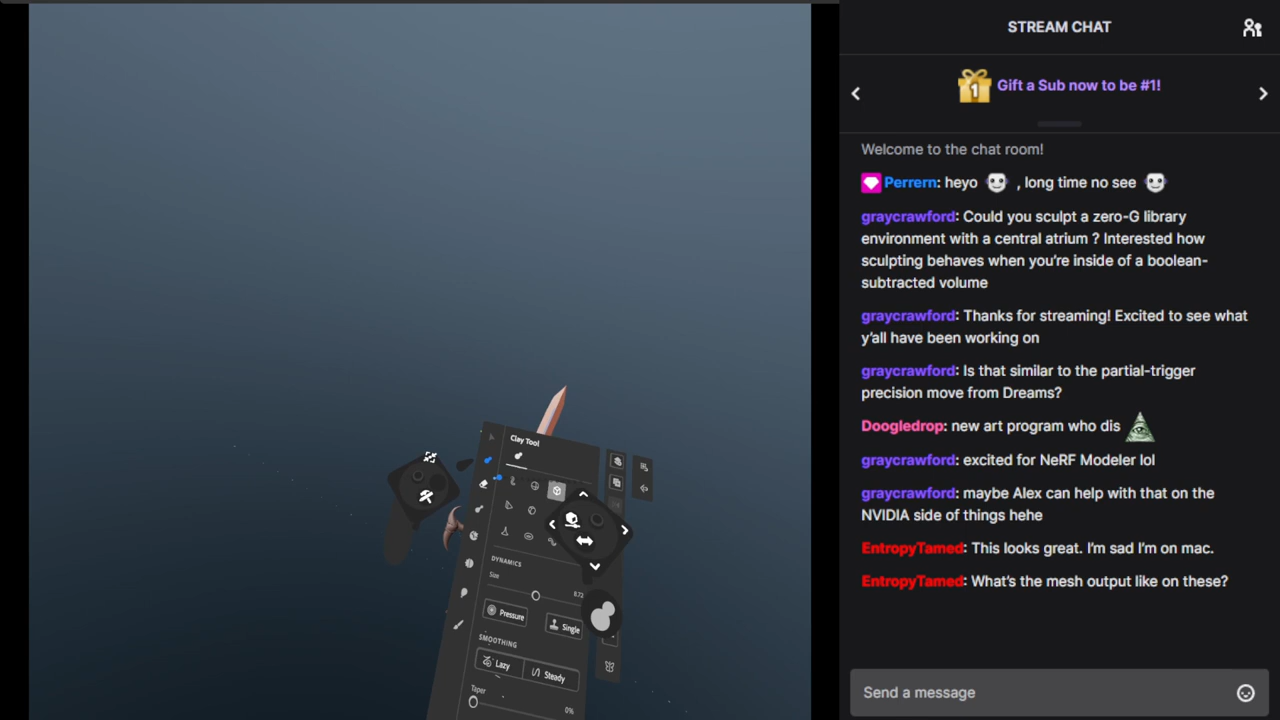 Clay Tool
DYNAMICS
Size
Pressure
Single
SMOOTHING
Lazy
Steady
Taper
0%
STREAM CHAT
1
Gift a Sub now to be #1!
Welcome to the chat room!
Perrern: heyo , long time no see
graycrawford: Could you sculpt a zero-G library
environment with a central atrium ? Interested how
sculpting behaves when you're inside of a boolean-
subtracted volume
graycrawford: Thanks for streaming! Excited to see what
y'all have been working on
graycrawford: Is that similar to the partial-trigger
precision move from Dreams?
Doogledrop: new art program who dis
graycrawford: excited for NeRF Modeler lol
graycrawford: maybe Alex can help with that on the
NVIDIA side of things hehe
EntropyTamed: This looks great. I'm sad I'm on mac.
EntropyTamed: What's the mesh output like on these?
Send a message